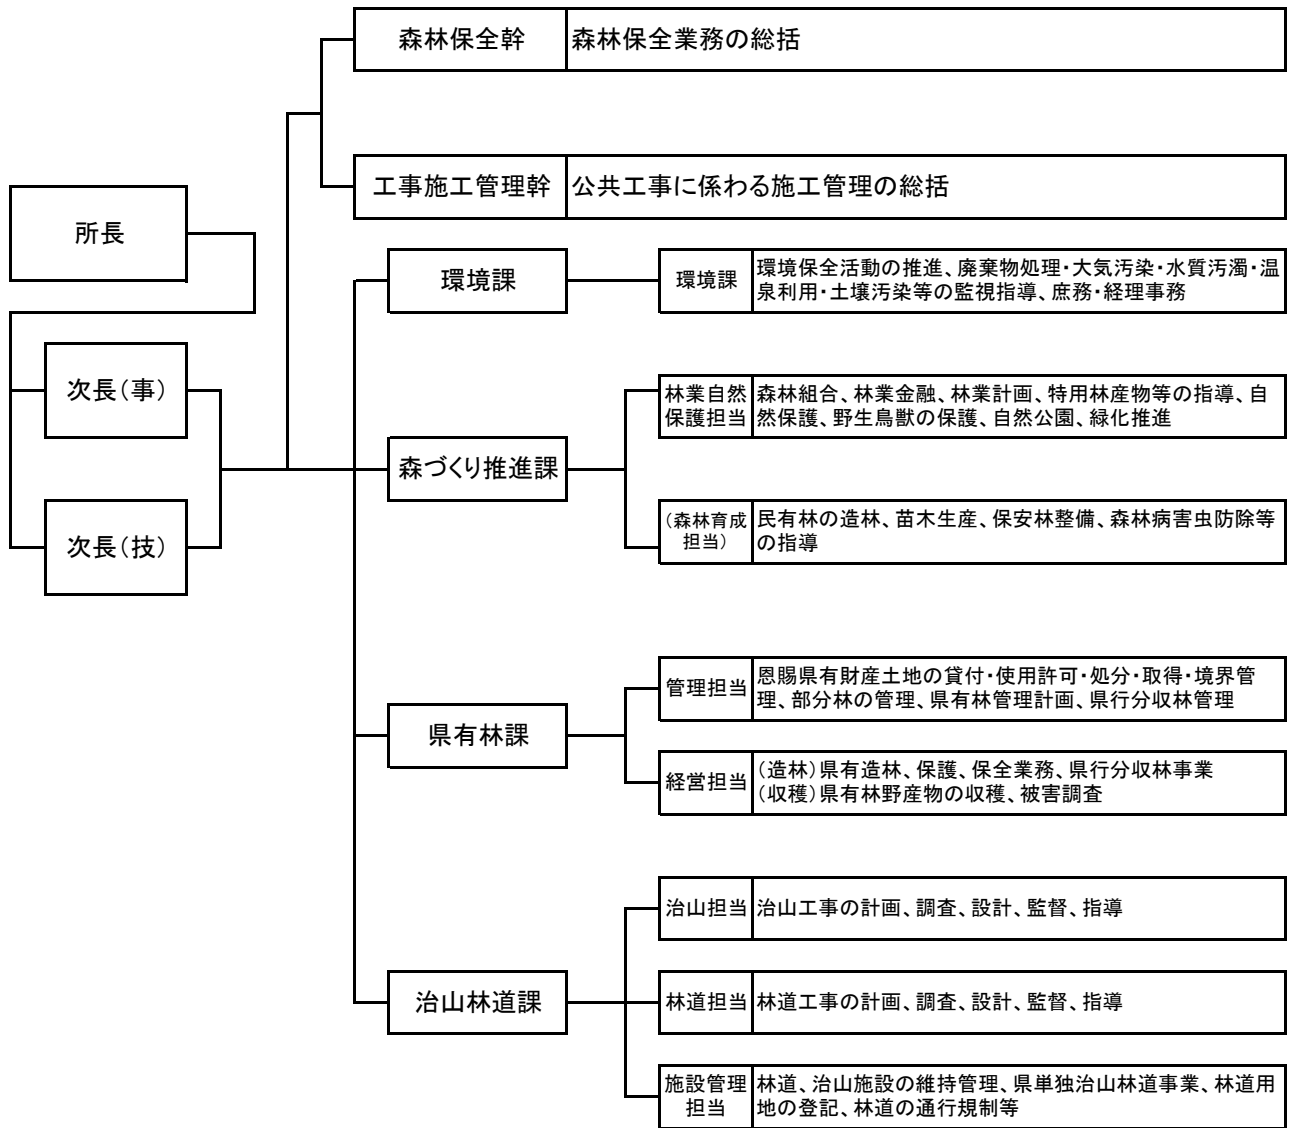 森林保全幹
森林保全業務の総括
工事施工管理幹
公共工事に係わる施工管理の総括
所長
次長（事）
次長（技）
環境課
環境課
環境保全活動の推進、廃棄物処理・大気汚染・水質汚濁・温
泉利用・土壌汚染等の監視指導、庶務・経理事務
森づくり推進課
林業自然
保護担当
森林組合、林業金融、林業計画、特用林産物等の指導、自
然保護、野生鳥獣の保護、自然公園、緑化推進
（森林育成
担当）
民有林の造林、苗木生産、保安林整備、森林病害虫防除等
の指導
県有林課
管理担当
恩賜県有財産土地の貸付・使用許可・処分・取得・境界管
理、部分林の管理、県有林管理計画、県行分収林管理
経営担当
（造林）県有造林、保護、保全業務、県行分収林事業
（収穫）県有林野産物の収穫、被害調査
治山林道課
治山担当
治山工事の計画、調査、設計、監督、指導
林道担当
林道工事の計画、調査、設計、監督、指導
施設管理
担当
林道、治山施設の維持管理、県単独治山林道事業、林道用
地の登記、林道の通行規制等